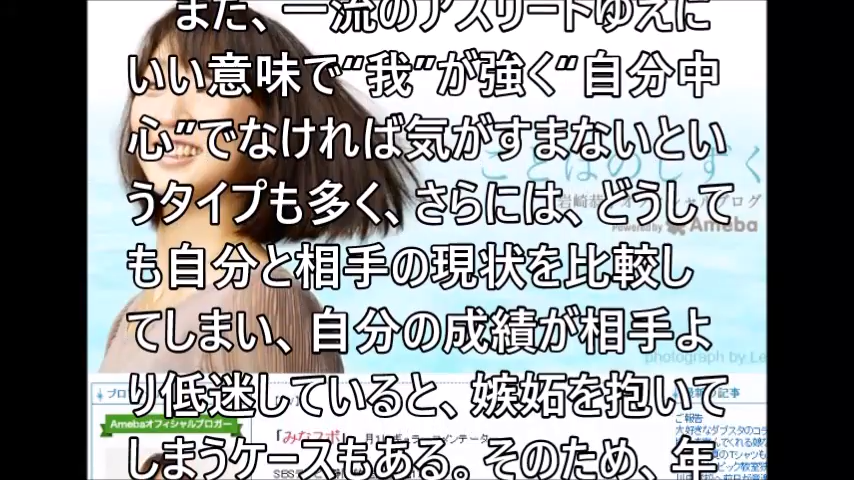 また、一流のアスリートゆえに
いい意味で“我”が強く“自分中
心”でなければ気がすまないとい
うタイプも多く、さらには、どうして
も自分と相手の現状を比較し
てしまい、自分の成績が相手よ
り低迷していると、嫉妬を抱いて
しまうケースもある。そのため、年
ことばのしずく
Powered by Ameba
photograph by Le
Amebaオフィシャルブロガー
「みなスポ
ご報告